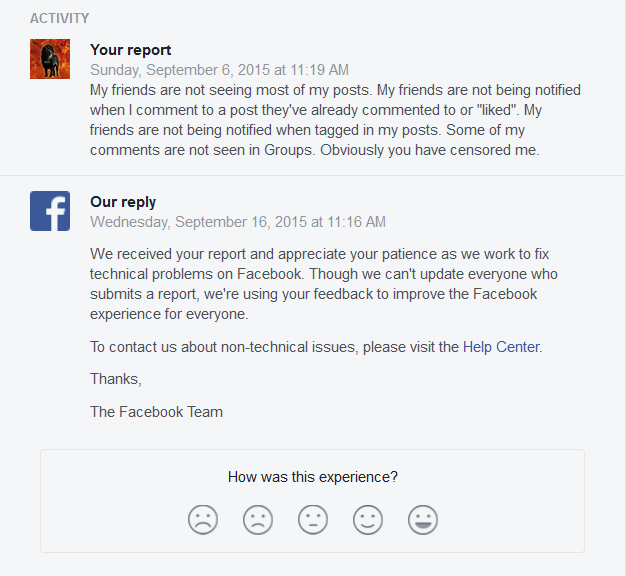 ACTIVITY
Your report
Sunday, September 6, 2015 at 11:19 AM
My friends are not seeing most of my posts. My friends are not being notified
when I comment to a post they've already commented to or "liked". My
friends are not being notified when tagged in my posts. Some of my
comments are not seen in Groups. Obviously you have censored me.
Our reply
Wednesday, September 16, 2015 at 11:16 AM
We received your report and appreciate your patience as we work to fix
technical problems on Facebook. Though we can't update everyone who
submits a report, we're using your feedback to improve the Facebook
experience for everyone.
To contact us about non-technical issues, please visit the Help Center.
Thanks,
The Facebook Team
How was this experience?